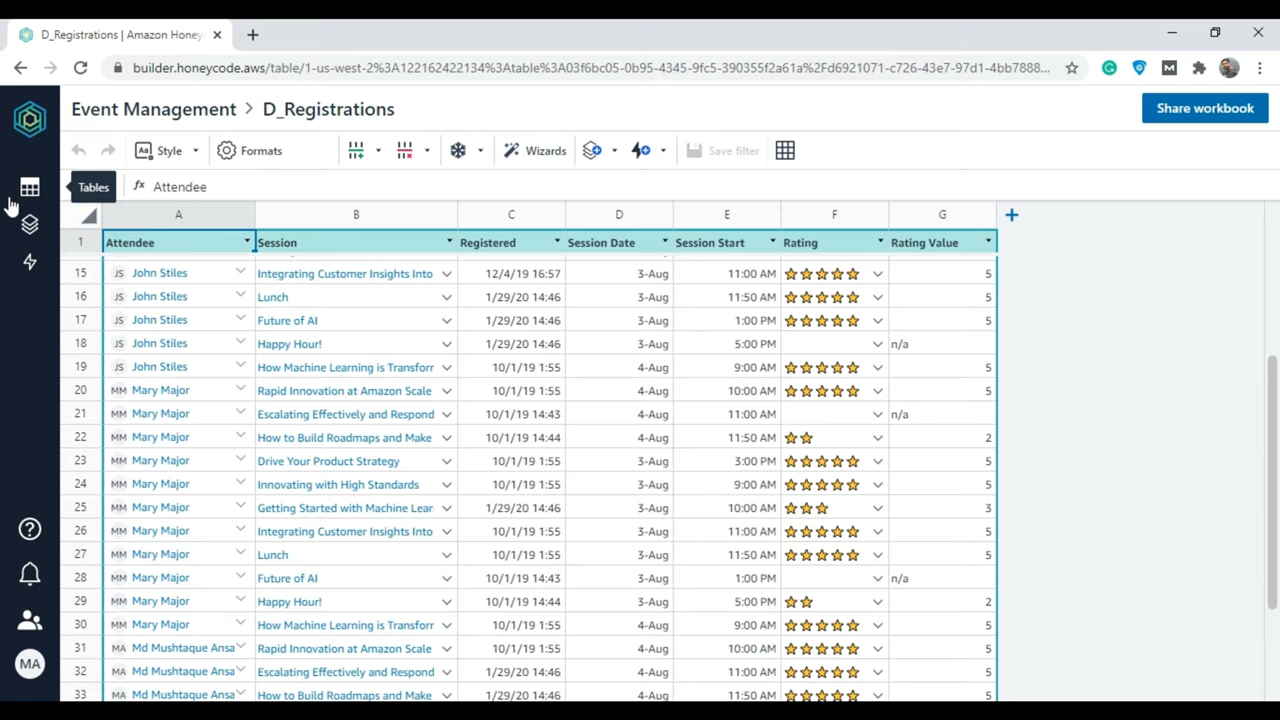 D_Registrations | Amazon Honey
builder.honeycode.aws/table/1-us-west-2%3A122162422134%3Atable%3A03f6bc05-0b95-4345-9fc5-390355f2a61a%2Fd6921071-c726-43e7-97d1-4bb7888...
Event Management > D_Registrations
Share workbook
Aa Style Formats Wizards Save filter
Tables fx Attendee
A B C D E F G
1 Attendee Session Registered Session Date Session Start Rating Rating Value
15 JS John Stiles Integrating Customer Insights Into 12/4/19 16:57 3-Aug 11:00 AM 5
16 JS John Stiles Lunch 1/29/20 14:46 3-Aug 11:50 AM 5
17 JS John Stiles Future of AI 1/29/20 14:46 3-Aug 1:00 PM 5
18 JS John Stiles Happy Hour! 1/29/20 14:46 3-Aug 5:00 PM n/a
19 JS John Stiles How Machine Learning is Transforr 10/1/19 1:55 4-Aug 9:00 AM 5
20 MM Mary Major Rapid Innovation at Amazon Scale 10/1/19 1:55 4-Aug 10:00 AM 5
21 MM Mary Major Escalating Effectively and Respond 10/1/19 14:43 4-Aug 11:00 AM n/a
22 MM Mary Major How to Build Roadmaps and Make 10/1/19 14:44 4-Aug 11:50 AM 2
23 MM Mary Major Drive Your Product Strategy 10/1/19 1:55 4-Aug 3:00 PM 5
24 MM Mary Major Innovating with High Standards 10/1/19 1:55 3-Aug 9:00 AM 5
25 MM Mary Major Getting Started with Machine Lear 1/29/20 14:46 3-Aug 10:00 AM 3
26 MM Mary Major Integrating Customer Insights Into 10/1/19 1:55 3-Aug 11:00 AM 5
27 MM Mary Major Lunch 10/1/19 1:55 3-Aug 11:50 AM 5
28 MM Mary Major Future of AI 10/1/19 14:43 3-Aug 1:00 PM n/a
29 MM Mary Major Happy Hour! 10/1/19 14:44 3-Aug 5:00 PM 2
30 MM Mary Major How Machine Learning is Transforr 10/1/19 1:55 4-Aug 9:00 AM 5
31 MA Md Mushtaque Ansa Rapid Innovation at Amazon Scale 1/29/20 14:46 4-Aug 10:00 AM 5
32 MA Md Mushtaque Ansa Escalating Effectively and Respond 1/29/20 14:46 4-Aug 11:00 AM 5
33 MA Md Mushtaque Ansa How to Build Roadmaps and Make 1/29/20 14:46 4-Aug 11:50 AM 5
MA